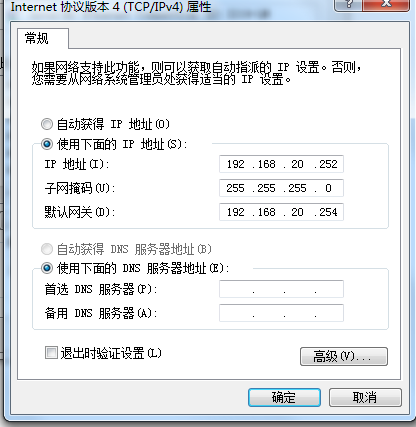 Internet 协议版本 4 (TCP/IPv4) 属性
常规
如果网络支持此功能，则可以获取自动指派的 IP 设置。否则，
您需要从网络系统管理员处获得适当的 IP 设置。
自动获得 IP 地址(O)
使用下面的 IP 地址(S):
IP 地址(I): 192 .168 . 20 .252
子网掩码(U): 255 .255 .255 . 0
默认网关(D): 192 .168 . 20 .254
自动获得 DNS 服务器地址(B)
使用下面的 DNS 服务器地址(E):
首选 DNS 服务器(P): . . .
备用 DNS 服务器(A): . . .
退出时验证设置(L)
高级(V)...
确定 取消